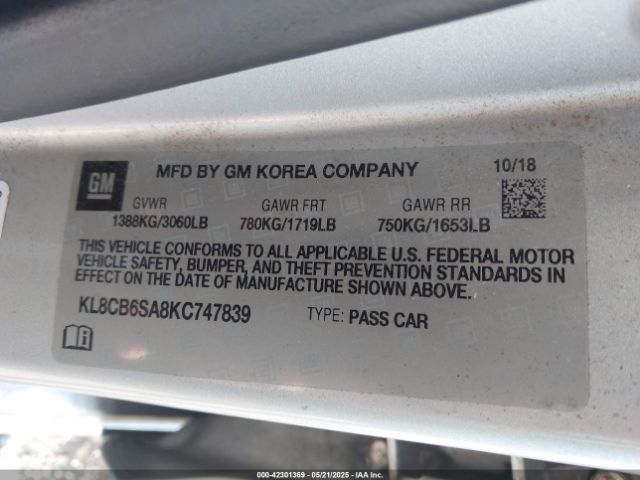 GM
MFD BY GM KOREA COMPANY 10/18
GVWR GAWR FRT GAWR RR
1388KG/3060LB 780KG/1719LB 750KG/1653LB
THIS VEHICLE CONFORMS TO ALL APPLICABLE U.S. FEDERAL MOTOR
VEHICLE SAFETY, BUMPER, AND THEFT PREVENTION STANDARDS IN
EFFECT ON THE DATE OF MANUFACTURE SHOWN ABOVE.
KL8CB6SA8KC747839 TYPE: PASS CAR
000-42301369 - 05/21/2025 - IAA